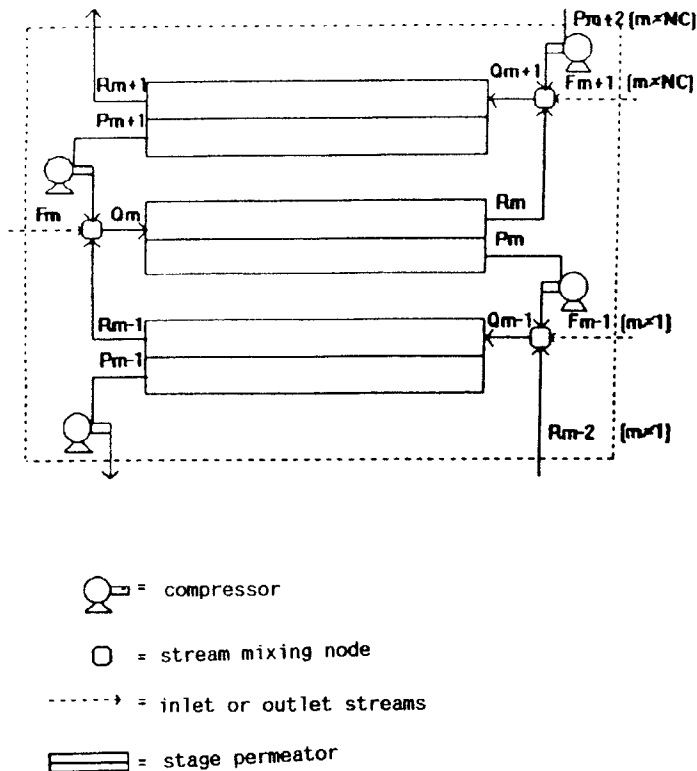 Pm+2 (m≠NC)
Qm+1
Fm+1 (m≠NC)
Rm+1
Pm+1
Fm
Qm
Rm
Pm
Rm-1
Qm-1
Fm-1 (m≠1)
Pm-1
Rm-2 (m≠1)
= compressor
= stream mixing node
= inlet or outlet streams
= stage permeator